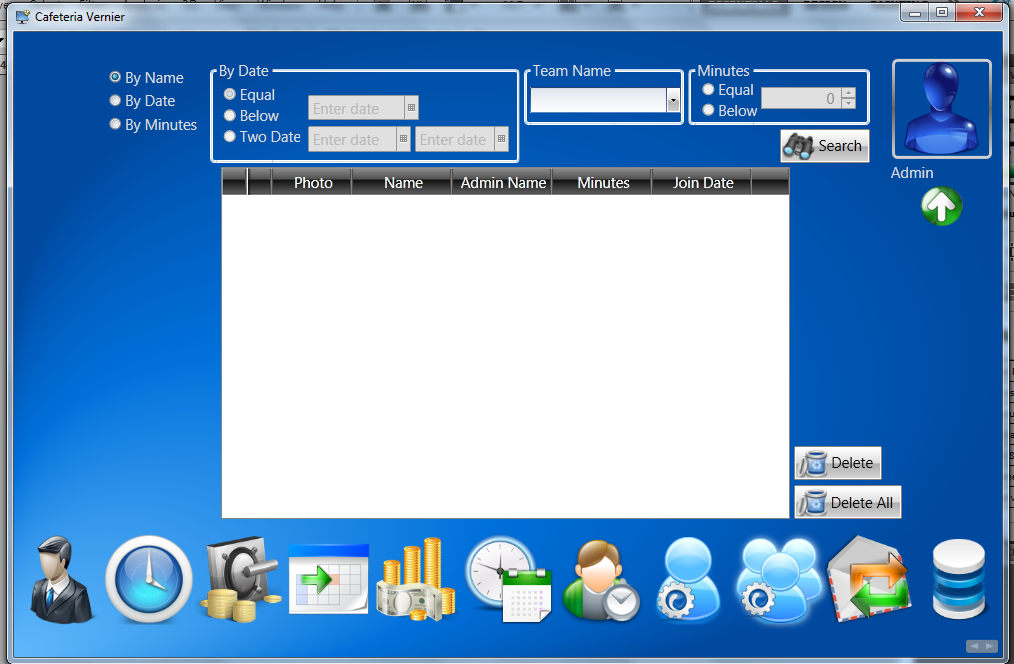 Cafeteria Vernier
By Name
By Date
By Minutes
By Date
Equal
Below
Two Date
Enter date
Enter date
Enter date
Team Name
Minutes
Equal
Below
0
Search
Admin
Photo
Name
Admin Name
Minutes
Join Date
Delete
Delete All